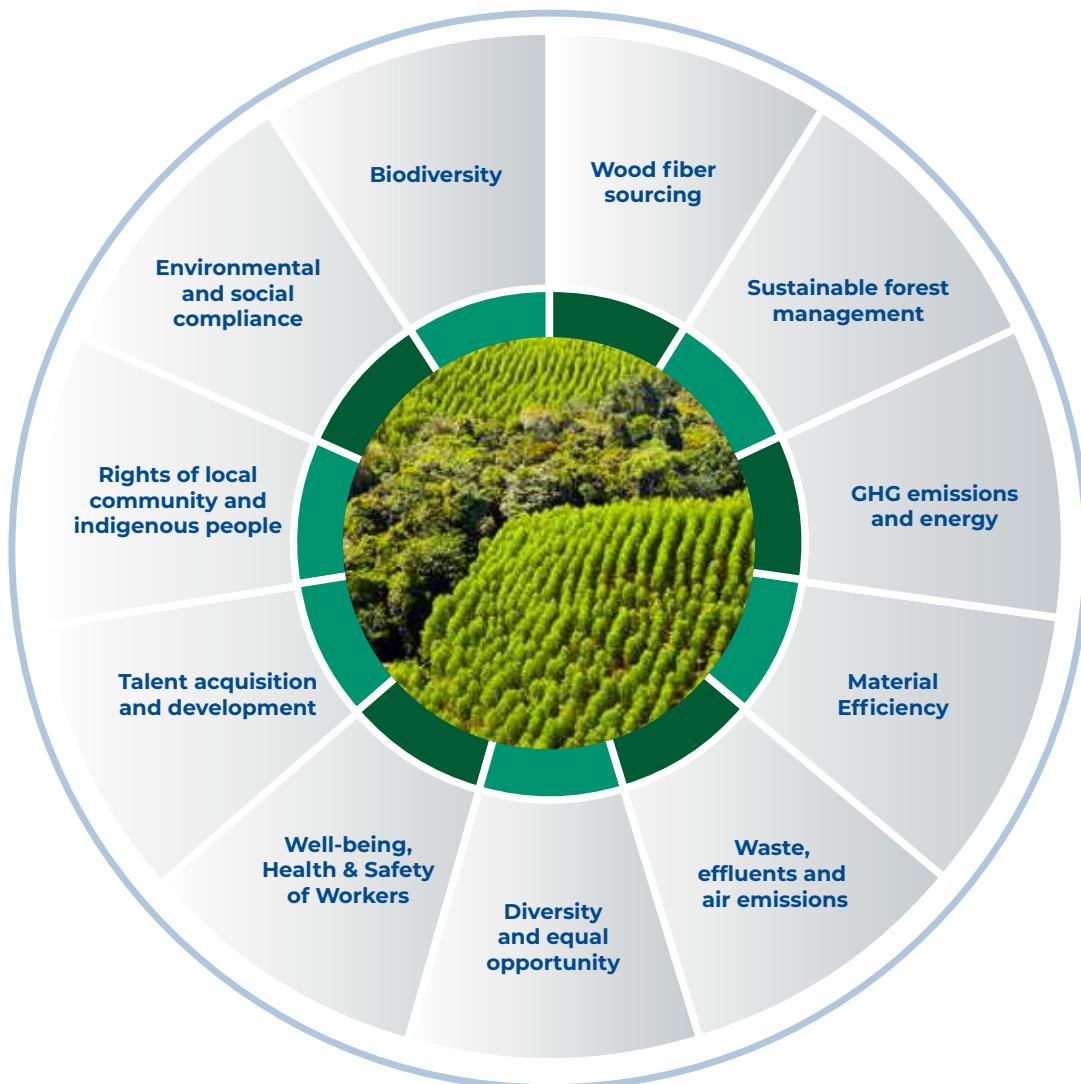 Biodiversity
Wood fiber
sourcing
Sustainable forest
management
GHG emissions
and energy
Material
Efficiency
Waste,
effluents and
air emissions
Diversity
and equal
opportunity
Well-being,
Health & Safety
of Workers
Talent acquisition
and development
Rights of local
community and
indigenous people
Environmental
and social
compliance